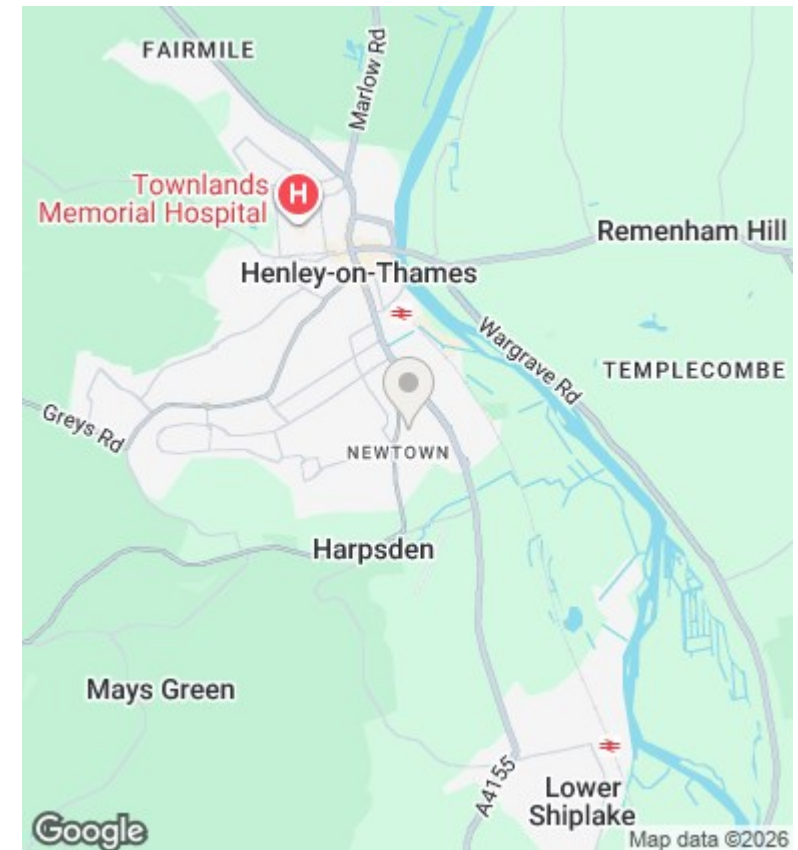 FAIRMILE
Marlow Rd
Townlands
Memorial Hospital
H
Remenham Hill
Henley-on-Thames
Wargrave Rd
TEMPLECOMBE
Greys Rd
NEWTOWN
Harpsden
Mays Green
A4155
Lower
Shiplake
Google
Map data ©2026